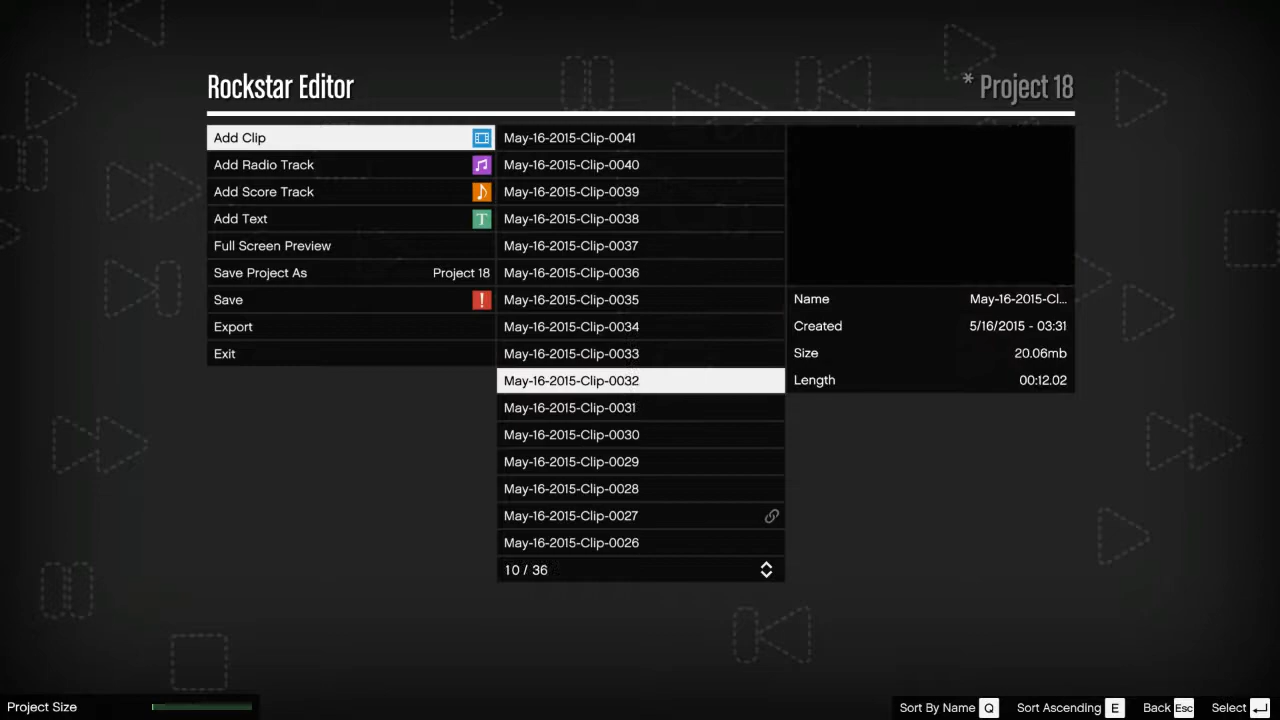 Rockstar Editor
* Project 18
Add Clip
Add Radio Track
Add Score Track
Add Text T
Full Screen Preview
Save Project As Project 18
Save !
Export
Exit
May-16-2015-Clip-0041
May-16-2015-Clip-0040
May-16-2015-Clip-0039
May-16-2015-Clip-0038
May-16-2015-Clip-0037
May-16-2015-Clip-0036
May-16-2015-Clip-0035
May-16-2015-Clip-0034
May-16-2015-Clip-0033
May-16-2015-Clip-0032
May-16-2015-Clip-0031
May-16-2015-Clip-0030
May-16-2015-Clip-0029
May-16-2015-Clip-0028
May-16-2015-Clip-0027
May-16-2015-Clip-0026
10 / 36
Name May-16-2015-Cl...
Created 5/16/2015 - 03:31
Size 20.06mb
Length 00:12.02
Project Size
Sort By Name Q Sort Ascending E Back Esc Select